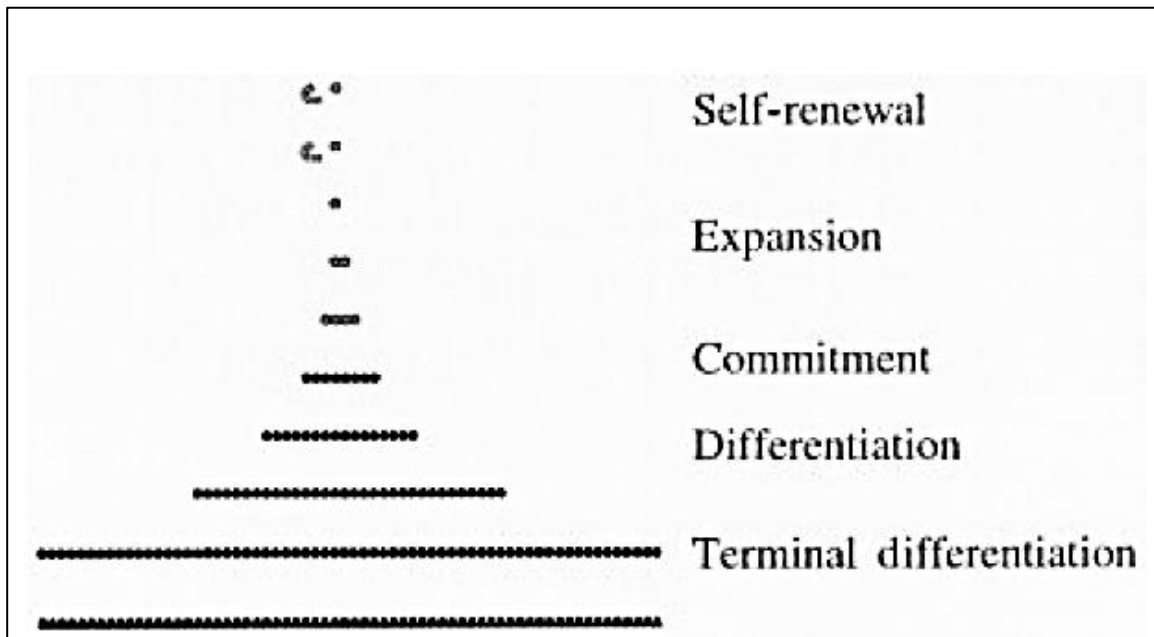 Self-renewal
Expansion
Commitment
Differentiation
Terminal differentiation